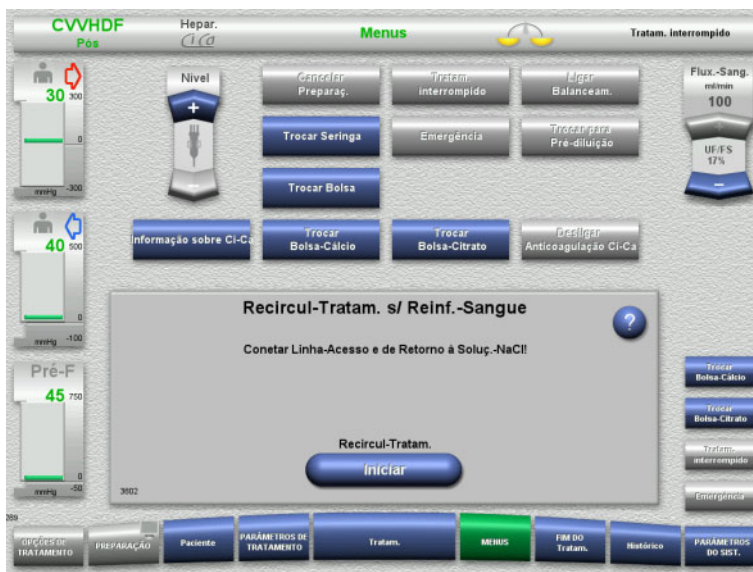 CVVHDF
Pós
Hepar.
Ci Ca
Menus
Tratam. interrompido
30
300
0
mmHg
-300
Nivel
+
−
Cancelar
Preparaç.
Tratam.
interrompido
Ligar
Balanceam.
Trocar Seringa
Emergência
Trocar para
Pré-diluição
Trocar Bolsa
Flux.-Sang.
ml/min
100
+
UF/FS
17%
−
Informação sobre Ci-Ca
Trocar
Bolsa-Cálcio
Trocar
Bolsa-Citrato
Desligar
Anticoagulação Ci-Ca
40
500
0
mmHg
-100
Recircul-Tratam. s/ Reinf.-Sangue
?
Conetar Linha-Acesso e de Retorno à Soluç.-NaCl!
Recircul-Tratam.
Iniciar
3602
Pré-F
45
750
0
mmHg
-50
Trocar
Bolsa-Cálcio
Trocar
Bolsa-Citrato
Tratam.
interrompido
Emergência
OPÇÕES DE
TRATAMENTO
PREPARAÇÃO
Paciente
PARÂMETROS DE
TRATAMENTO
Tratam.
MENUS
FIM DO
Tratam.
Histórico
PARÂMETROS
DO SIST.